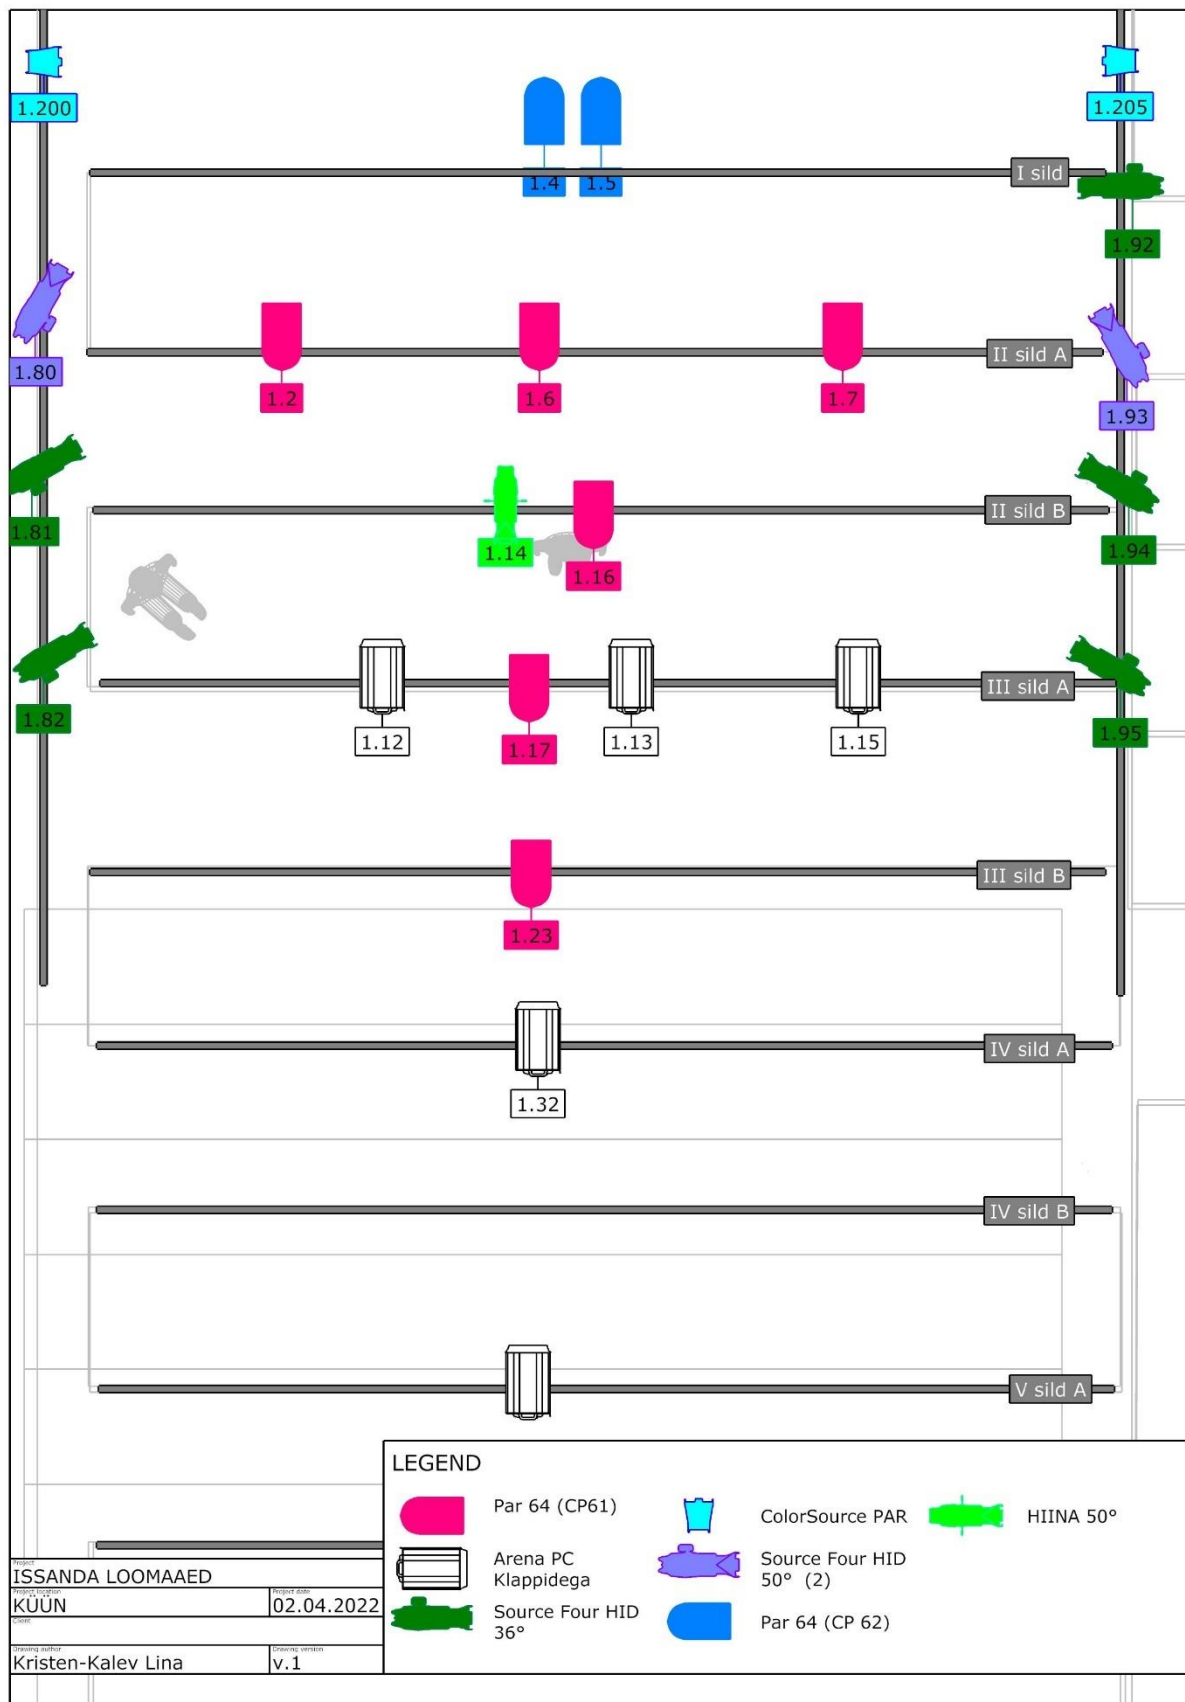 1.200
1.205
1.4
1.5
I sild
1.92
1.80
II sild A
1.2
1.6
1.7
1.93
II sild B
1.81
1.14
1.94
1.16
III sild A
1.82
1.12
1.17
1.13
1.15
1.95
III sild B
1.23
IV sild A
1.32
IV sild B
V sild A
LEGEND
Par 64 (CP61)
ColorSource PAR
HIINA 50°
Arena PC
Klappidega
Source Four HID
50° (2)
Source Four HID
36°
Par 64 (CP 62)
Project
ISSANDA LOOMAAED
Project location
KÜÜN
Project date
02.04.2022
Client
Drawing author
Kristen-Kalev Lina
Drawing version
v.1